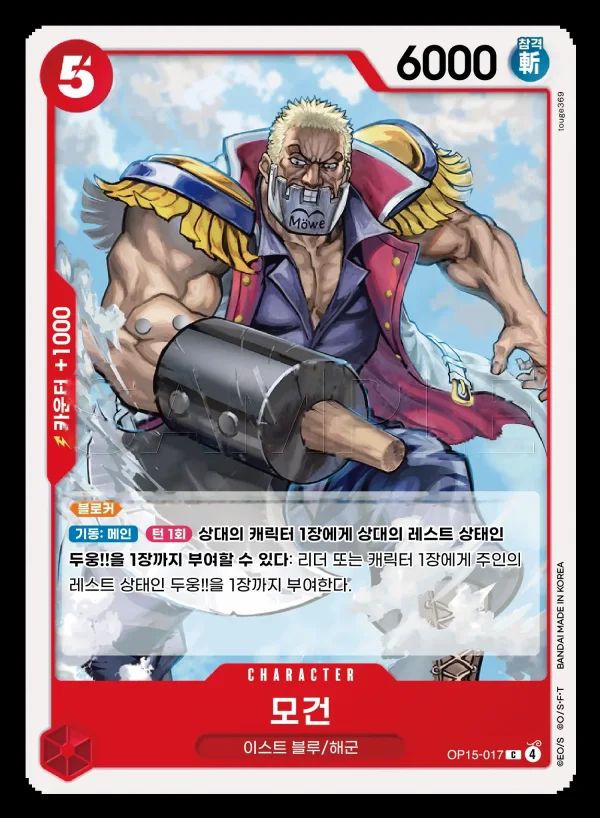 5
6000
참격
斬
touge369
Möwe
카운터 +1000
SAMPLE
블로커
기동: 메인 턴 1회 상대의 캐릭터 1장에게 상대의 레스트 상태인
두웅!!을 1장까지 부여할 수 있다: 리더 또는 캐릭터 1장에게 주인의
레스트 상태인 두웅!!을 1장까지 부여한다.
CHARACTER
모건
이스트 블루/해군
OP15-017 C 4
©EO/S ©O/S·F·T BANDAI MADE IN KOREA